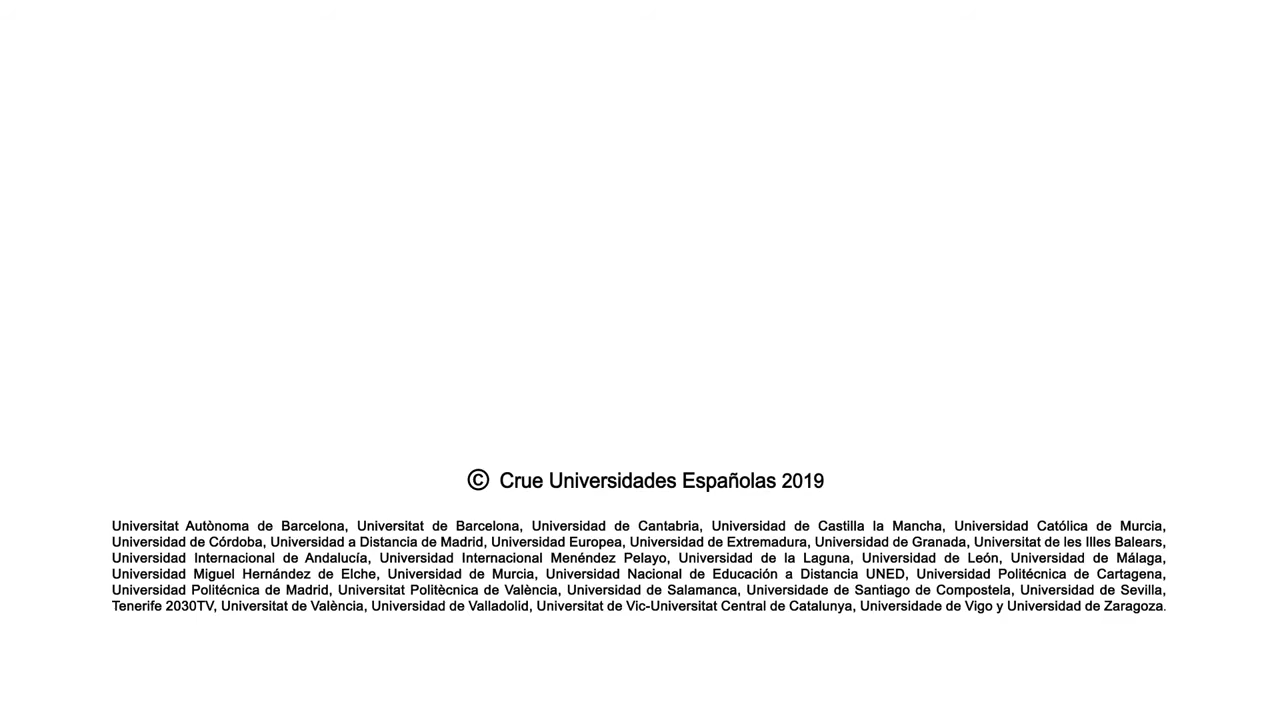 © Crue Universidades Españolas 2019
Universitat Autònoma de Barcelona, Universitat de Barcelona, Universidad de Cantabria, Universidad de Castilla la Mancha, Universidad Católica de Murcia,
Universidad de Córdoba, Universidad a Distancia de Madrid, Universidad Europea, Universidad de Extremadura, Universidad de Granada, Universitat de les Illes Balears,
Universidad Internacional de Andalucía, Universidad Internacional Menéndez Pelayo, Universidad de la Laguna, Universidad de León, Universidad de Málaga,
Universidad Miguel Hernández de Elche, Universidad de Murcia, Universidad Nacional de Educación a Distancia UNED, Universidad Politécnica de Cartagena,
Universidad Politécnica de Madrid, Universitat Politècnica de València, Universidad de Salamanca, Universidade de Santiago de Compostela, Universidad de Sevilla,
Tenerife 2030TV, Universitat de València, Universidad de Valladolid, Universitat de Vic-Universitat Central de Catalunya, Universidade de Vigo y Universidad de Zaragoza.